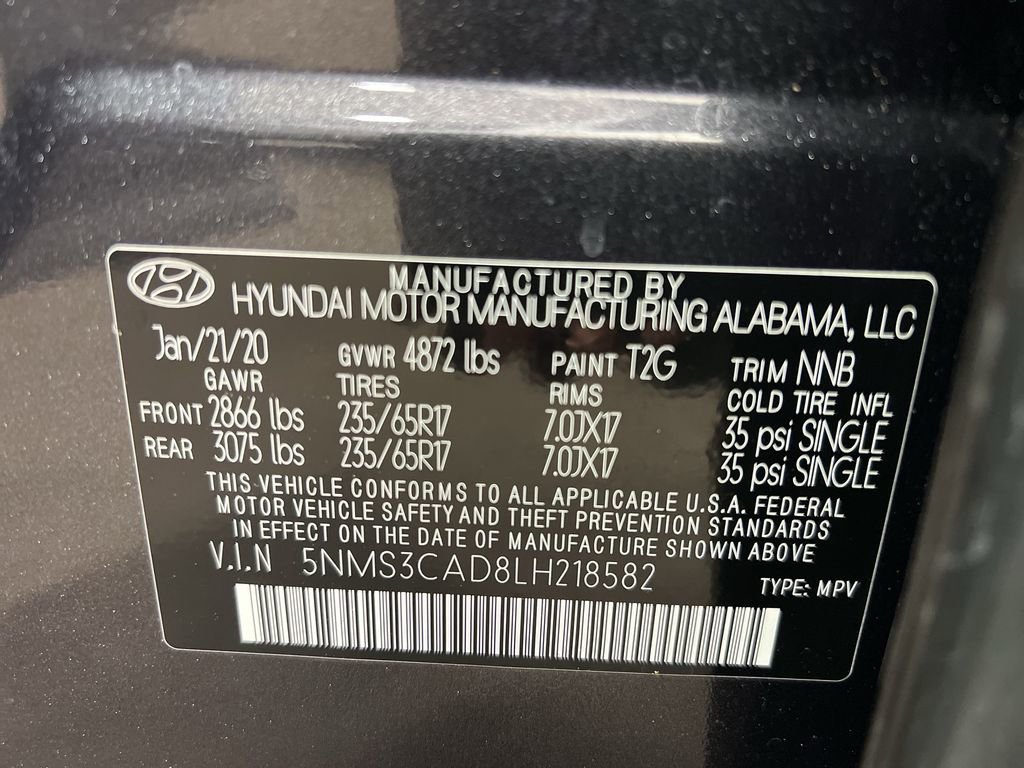 MANUFACTURED BY
HYUNDAI MOTOR MANUFACTURING ALABAMA, LLC
Jan/21/20 GVWR 4872 lbs PAINT T2G TRIM NNB
GAWR TIRES RIMS COLD TIRE INFL
FRONT 2866 lbs 235/65R17 7.0JX17 35 psi SINGLE
REAR 3075 lbs 235/65R17 7.0JX17 35 psi SINGLE
THIS VEHICLE CONFORMS TO ALL APPLICABLE U.S.A. FEDERAL
MOTOR VEHICLE SAFETY AND THEFT PREVENTION STANDARDS
IN EFFECT ON THE DATE OF MANUFACTURE SHOWN ABOVE
V.I.N 5NMS3CAD8LH218582 TYPE: MPV